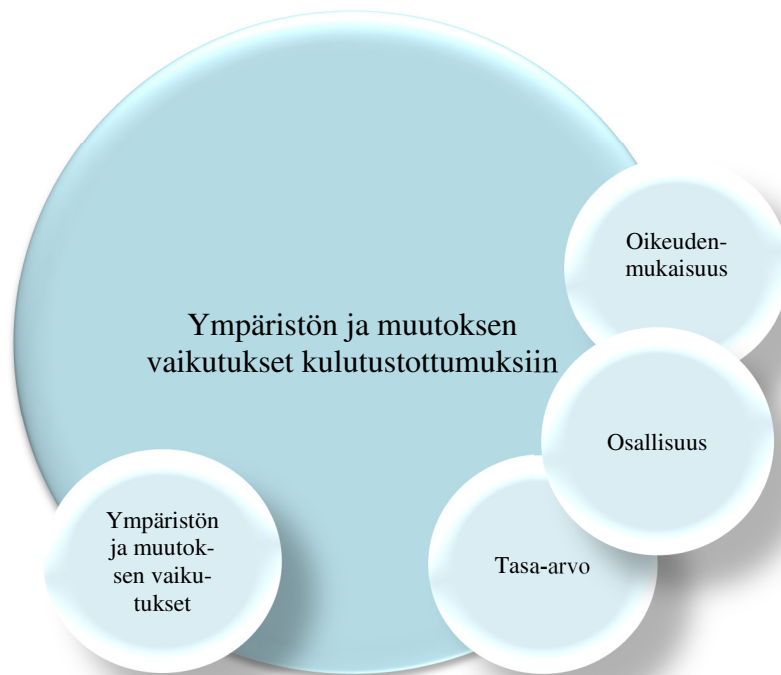 Oikeuden-
mukaisuus
Ympäristön ja muutoksen
vaikutukset kulutustottumuksiin
Osallisuus
Ympäristön
ja muutok-
sen vaiku-
tukset
Tasa-arvo